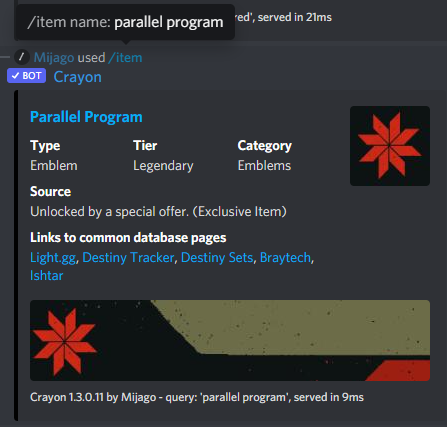 /item name: parallel program
red', served in 21ms
Mijago used /item
✓ BOT Crayon
Parallel Program
Type Tier Category
Emblem Legendary Emblems
Source
Unlocked by a special offer. (Exclusive Item)
Links to common database pages
Light.gg, Destiny Tracker, Destiny Sets, Braytech,
Ishtar
Crayon 1.3.0.11 by Mijago - query: 'parallel program', served in 9ms